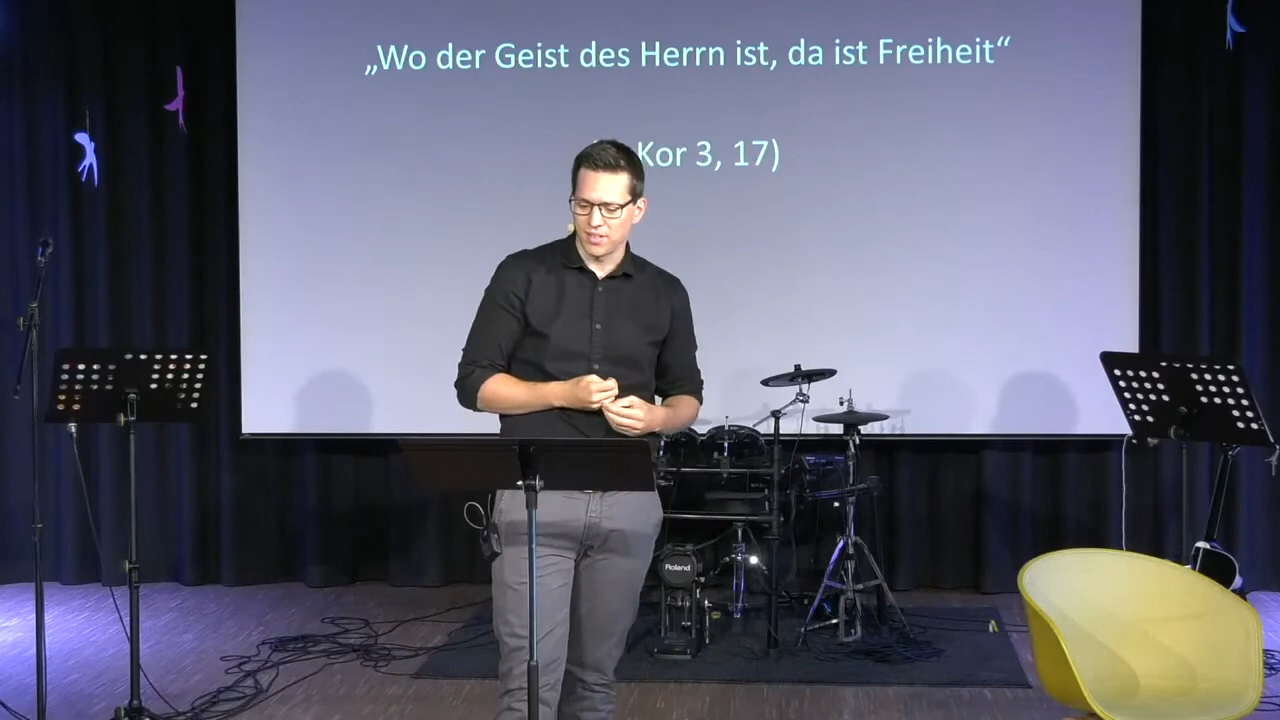 „Wo der Geist des Herrn ist, da ist Freiheit“
Kor 3, 17)
Roland